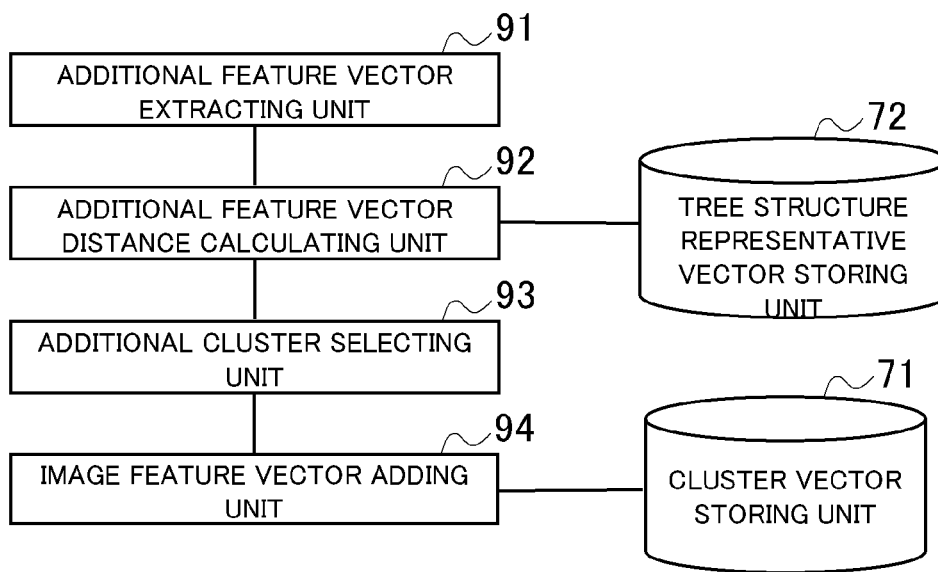 91
ADDITIONAL FEATURE VECTOR
EXTRACTING UNIT
92
ADDITIONAL FEATURE VECTOR
DISTANCE CALCULATING UNIT
72
TREE STRUCTURE
REPRESENTATIVE
VECTOR STORING
UNIT
93
ADDITIONAL CLUSTER SELECTING
UNIT
94
IMAGE FEATURE VECTOR ADDING
UNIT
71
CLUSTER VECTOR
STORING UNIT